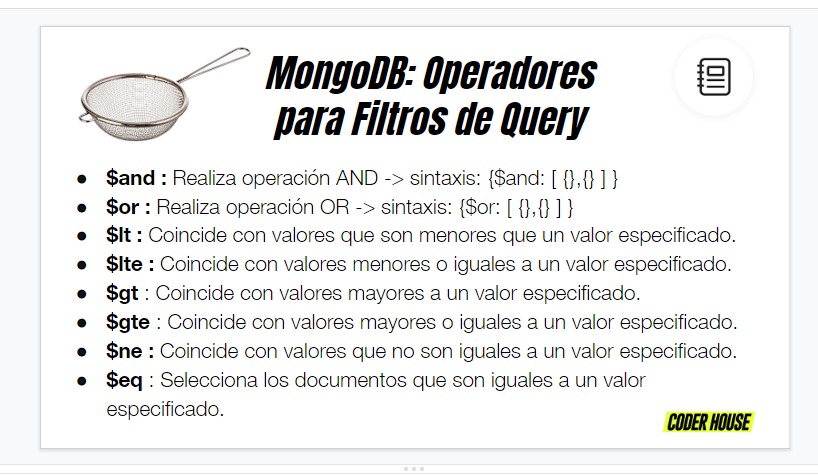 MongoDB: Operadores
para Filtros de Query
● $and : Realiza operación AND -> sintaxis: {$and: [ {},{} ] }
● $or : Realiza operación OR -> sintaxis: {$or: [ {},{} ] }
● $lt : Coincide con valores que son menores que un valor especificado.
● $lte : Coincide con valores menores o iguales a un valor especificado.
● $gt : Coincide con valores mayores a un valor especificado.
● $gte : Coincide con valores mayores o iguales a un valor especificado.
● $ne : Coincide con valores que no son iguales a un valor especificado.
● $eq : Selecciona los documentos que son iguales a un valor
especificado.
CODER HOUSE